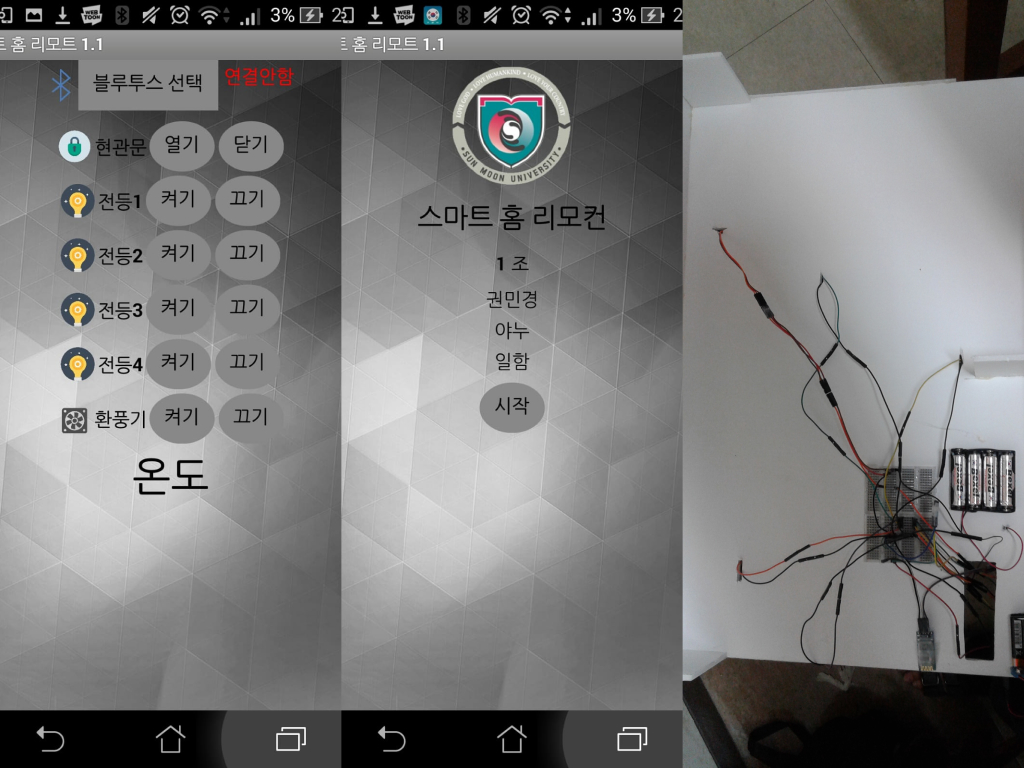 3%
트 홈 리모트 1.1
블루투스 선택
연결안함
현관문 열기 닫기
전등1 켜기 끄기
전등2 켜기 끄기
전등3 켜기 끄기
전등4 켜기 끄기
환풍기 켜기 끄기
온도
3%
홈 리모트 1.1
SUN MOON UNIVERSITY
스마트 홈 리모컨
1 조
권민경
야누
일함
시작